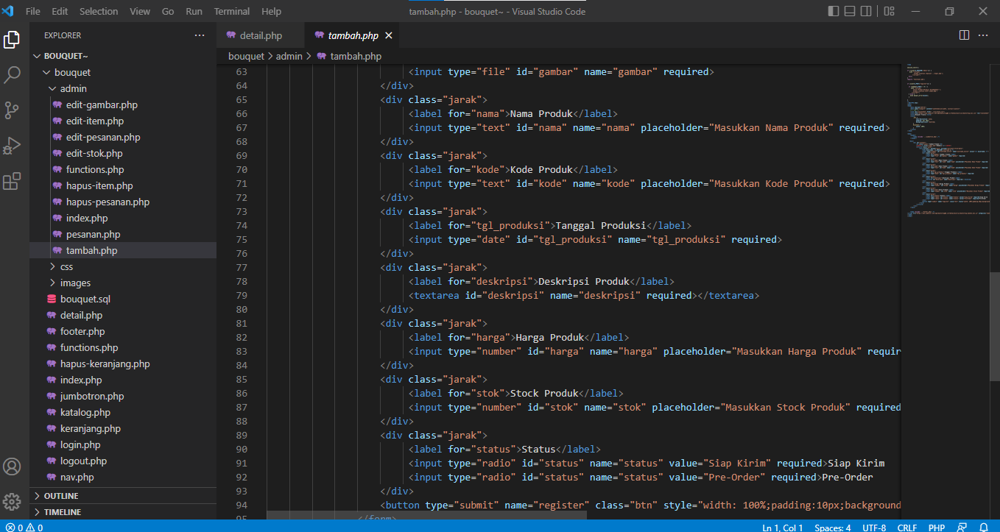 File Edit Selection View Go Run Terminal Help
tambah.php - bouquet~ - Visual Studio Code
EXPLORER
BOUQUET~
bouquet
admin
edit-gambar.php
edit-item.php
edit-pesanan.php
edit-stok.php
functions.php
hapus-item.php
hapus-pesanan.php
index.php
pesanan.php
tambah.php
css
images
bouquet.sql
detail.php
footer.php
functions.php
hapus-keranjang.php
index.php
jumbotron.php
katalog.php
keranjang.php
login.php
logout.php
nav.php
OUTLINE
TIMELINE
detail.php
tambah.php
bouquet > admin > tambah.php
63 <input type="file" id="gambar" name="gambar" required>
64 </div>
65 <div class="jarak">
66 <label for="nama">Nama Produk</label>
67 <input type="text" id="nama" name="nama" placeholder="Masukkan Nama Produk" required>
68 </div>
69 <div class="jarak">
70 <label for="kode">Kode Produk</label>
71 <input type="text" id="kode" name="kode" placeholder="Masukkan Kode Produk" required>
72 </div>
73 <div class="jarak">
74 <label for="tgl_produksi">Tanggal Produksi</label>
75 <input type="date" id="tgl_produksi" name="tgl_produksi" required>
76 </div>
77 <div class="jarak">
78 <label for="deskripsi">Deskripsi Produk</label>
79 <textarea id="deskripsi" name="deskripsi" required></textarea>
80 </div>
81 <div class="jarak">
82 <label for="harga">Harga Produk</label>
83 <input type="number" id="harga" name="harga" placeholder="Masukkan Harga Produk" requir
84 </div>
85 <div class="jarak">
86 <label for="stok">Stock Produk</label>
87 <input type="number" id="stok" name="stok" placeholder="Masukkan Stock Produk" required
88 </div>
89 <div class="jarak">
90 <label for="status">Status</label>
91 <input type="radio" id="status" name="status" value="Siap Kirim" required>Siap Kirim
92 <input type="radio" id="status" name="status" value="Pre-Order" required>Pre-Order
93 </div>
94 <button type="submit" name="register" class="btn" style="width: 100%;padding:10px;background
95 </form>
0 0
Ln 1, Col 1 Spaces: 4 UTF-8 CRLF PHP